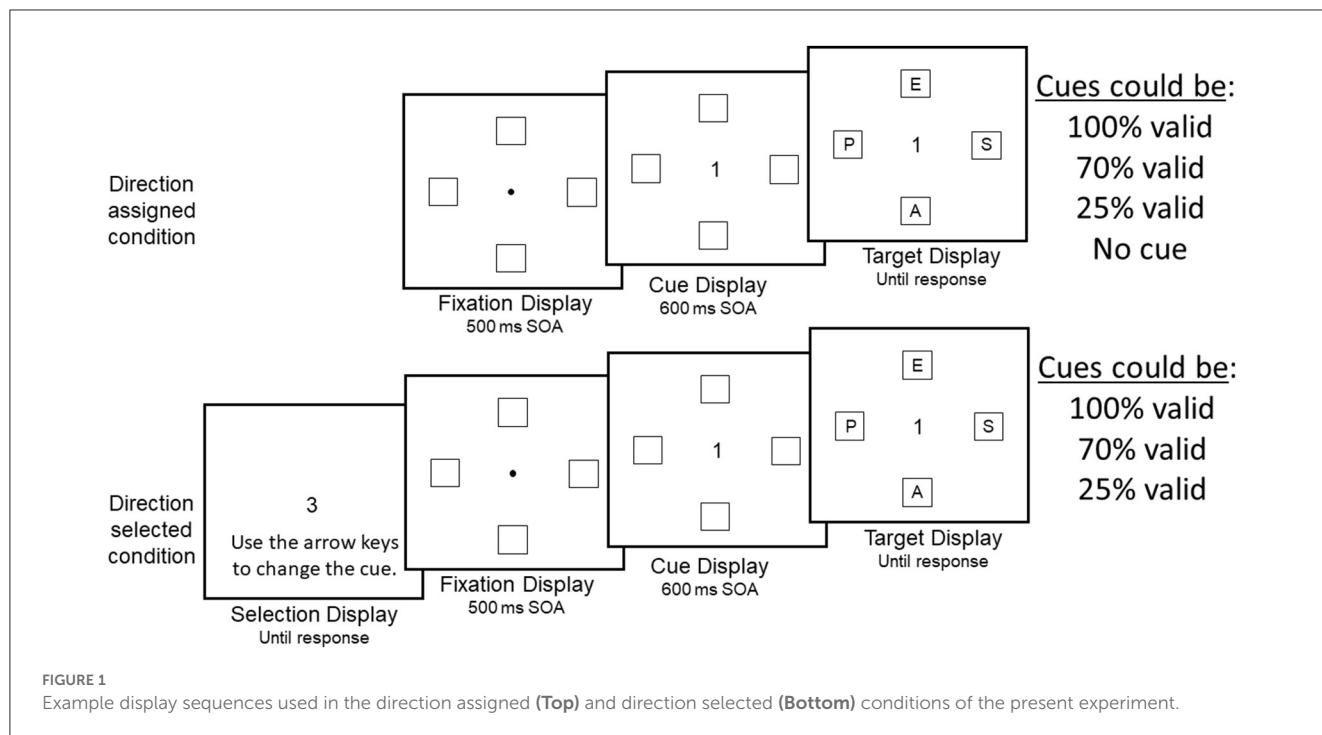 Direction
assigned
condition
Fixation Display
500 ms SOA
1
Cue Display
600 ms SOA
E
P 1 S
A
Target Display
Until response
Cues could be:
100% valid
70% valid
25% valid
No cue
Direction
selected
condition
3
Use the arrow keys
to change the cue.
Selection Display
Until response
Fixation Display
500 ms SOA
1
Cue Display
600 ms SOA
E
P 1 S
A
Target Display
Until response
Cues could be:
100% valid
70% valid
25% valid
FIGURE 1
Example display sequences used in the direction assigned (Top) and direction selected (Bottom) conditions of the present experiment.